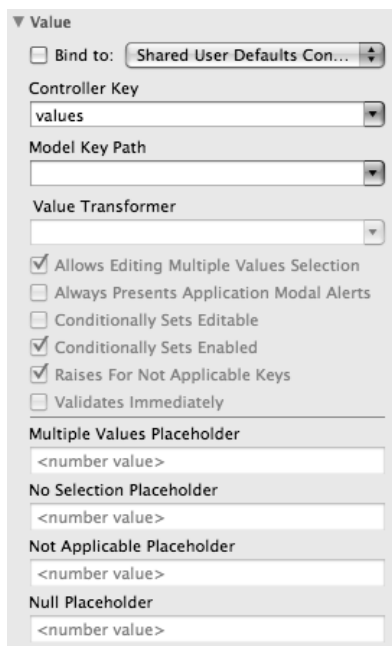 Value
Bind to: Shared User Defaults Con...
Controller Key
values
Model Key Path
Value Transformer
Allows Editing Multiple Values Selection
Always Presents Application Modal Alerts
Conditionally Sets Editable
Conditionally Sets Enabled
Raises For Not Applicable Keys
Validates Immediately
Multiple Values Placeholder
<number value>
No Selection Placeholder
<number value>
Not Applicable Placeholder
<number value>
Null Placeholder
<number value>